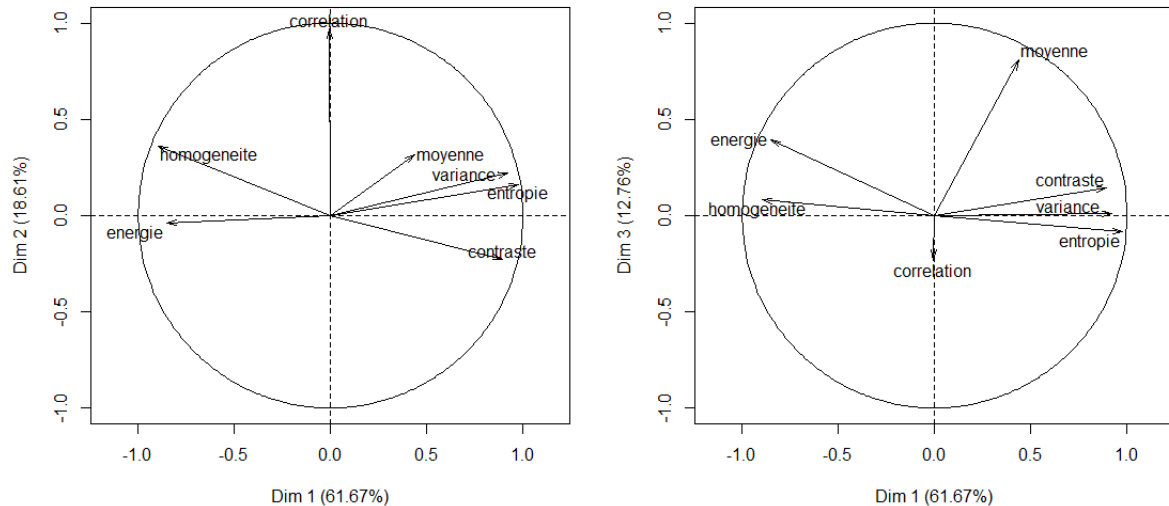 correlation
homogeneite
moyenne
variance
entropie
energie
contraste
1.0
0.5
0.0
-0.5
-1.0
Dim 2 (18.61%)
-1.0 -0.5 0.0 0.5 1.0
Dim 1 (61.67%)
moyenne
energie
contraste
homogeneite
variance
entropie
correlation
1.0
0.5
0.0
-0.5
-1.0
Dim 3 (12.76%)
-1.0 -0.5 0.0 0.5 1.0
Dim 1 (61.67%)